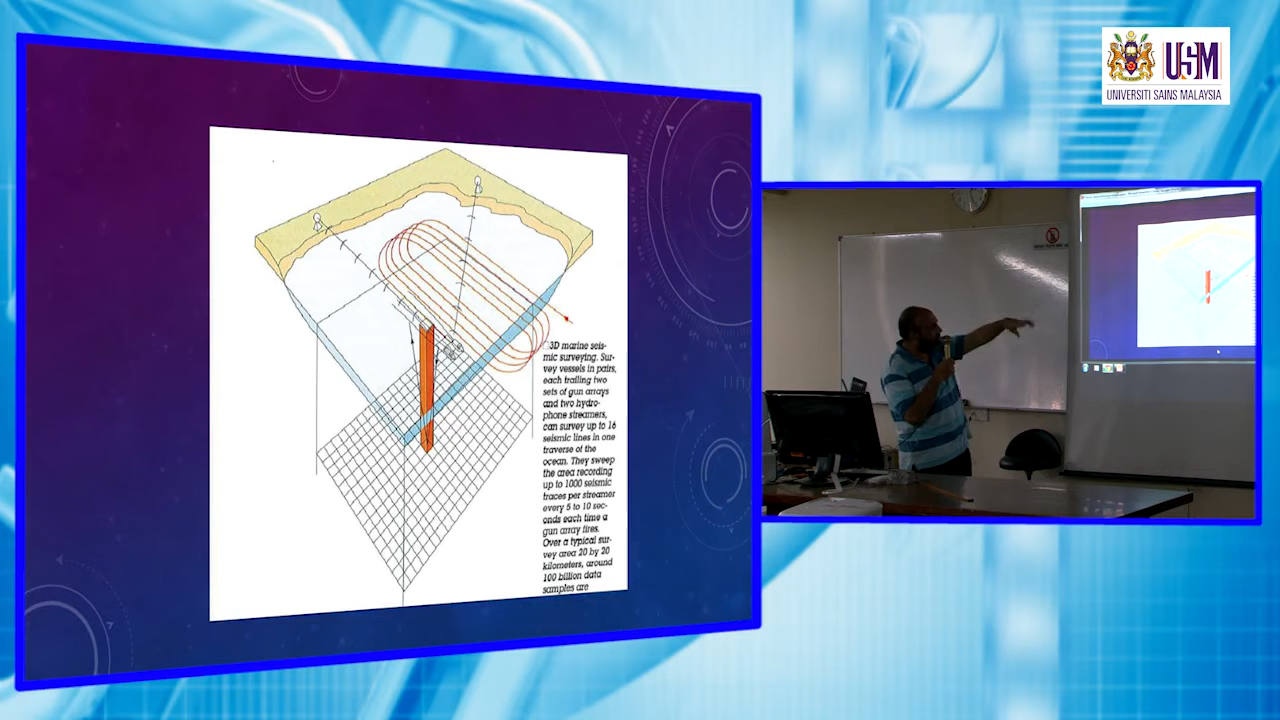 USM
UNIVERSITI SAINS MALAYSIA
3D marine seis-
mic surveying. Sur-
vey vessels in pairs,
each trailing two
sets of gun arrays
and two hydro-
phone streamers,
can survey up to 16
seismic lines in one
traverse of the
ocean. They sweep
the area recording
up to 1000 seismic
traces per streamer
every 5 to 10 sec-
onds each time a
gun array fires.
Over a typical sur-
vey area 20 by 20
kilometers, around
100 billion data
samples are